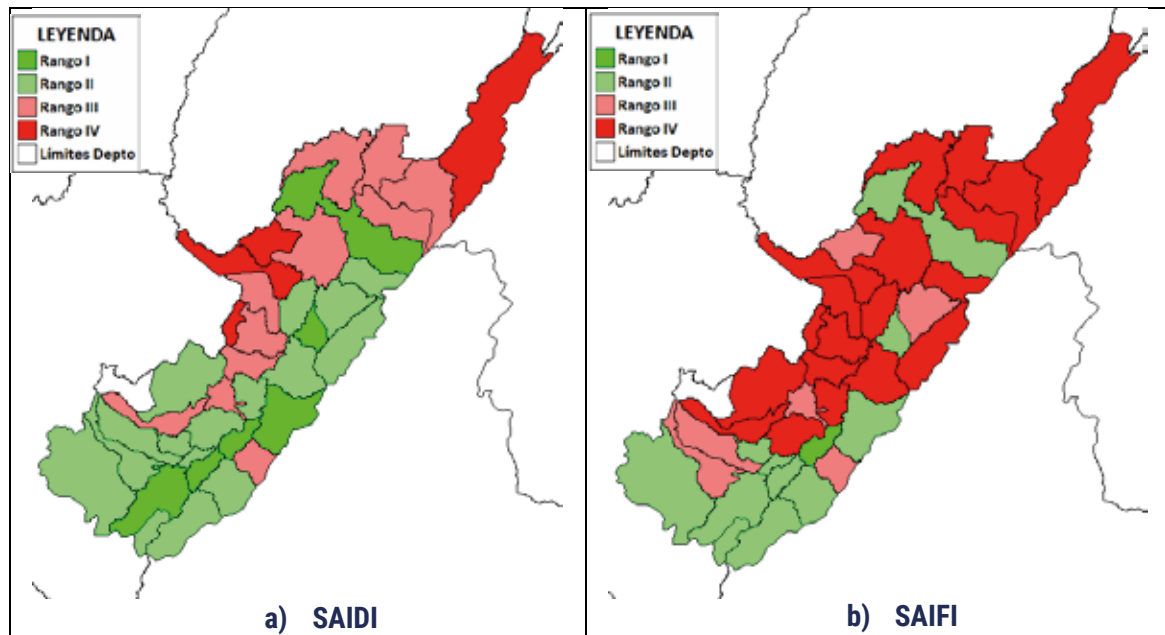 LEYENDA
Rango I
Rango II
Rango III
Rango IV
Limites Depto
a) SAIDI
LEYENDA
Rango I
Rango II
Rango III
Rango IV
Limites Depto
b) SAIFI